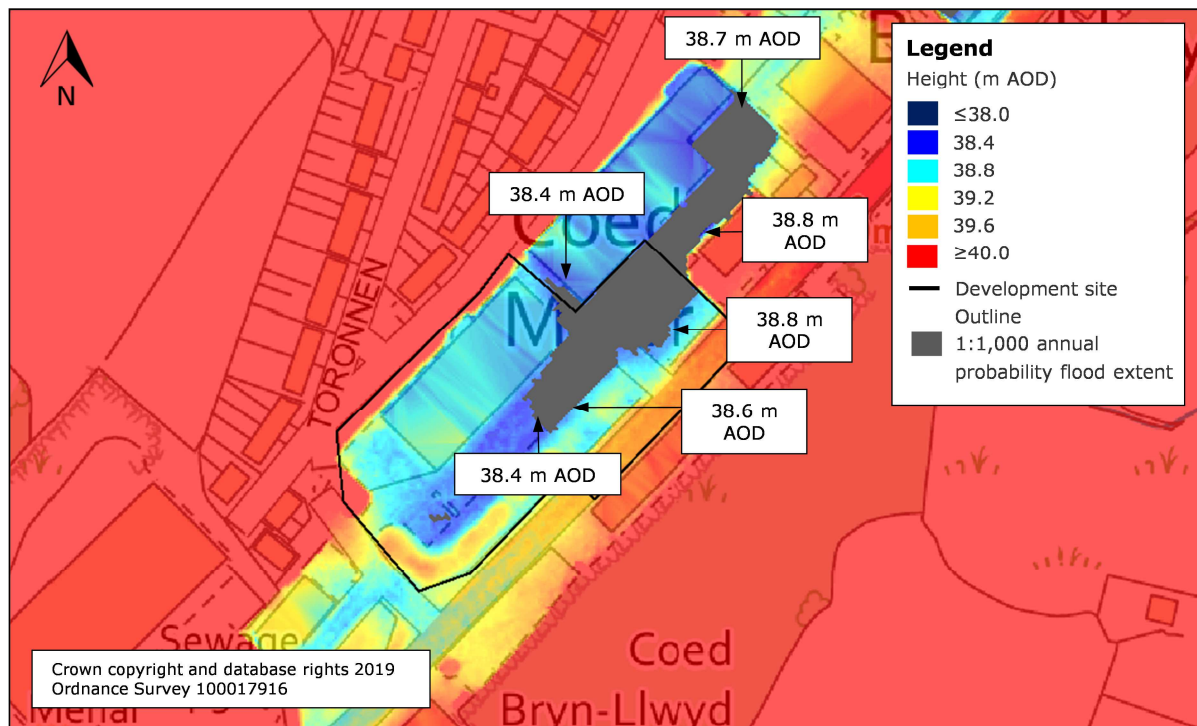 38.7 m AOD
N
Legend
Height (m AOD)
≤38.0
38.4
38.8
39.2
39.6
≥40.0
Development site
Outline
1:1,000 annual
probability flood extent
38.4 m AOD
38.8 m
AOD
Coed
TORONNEN
38.8 m
AOD
38.6 m
AOD
38.4 m AOD
Sewage
Crown copyright and database rights 2019
Ordnance Survey 100017916
Menai
Coed
Bryn-Llwyd